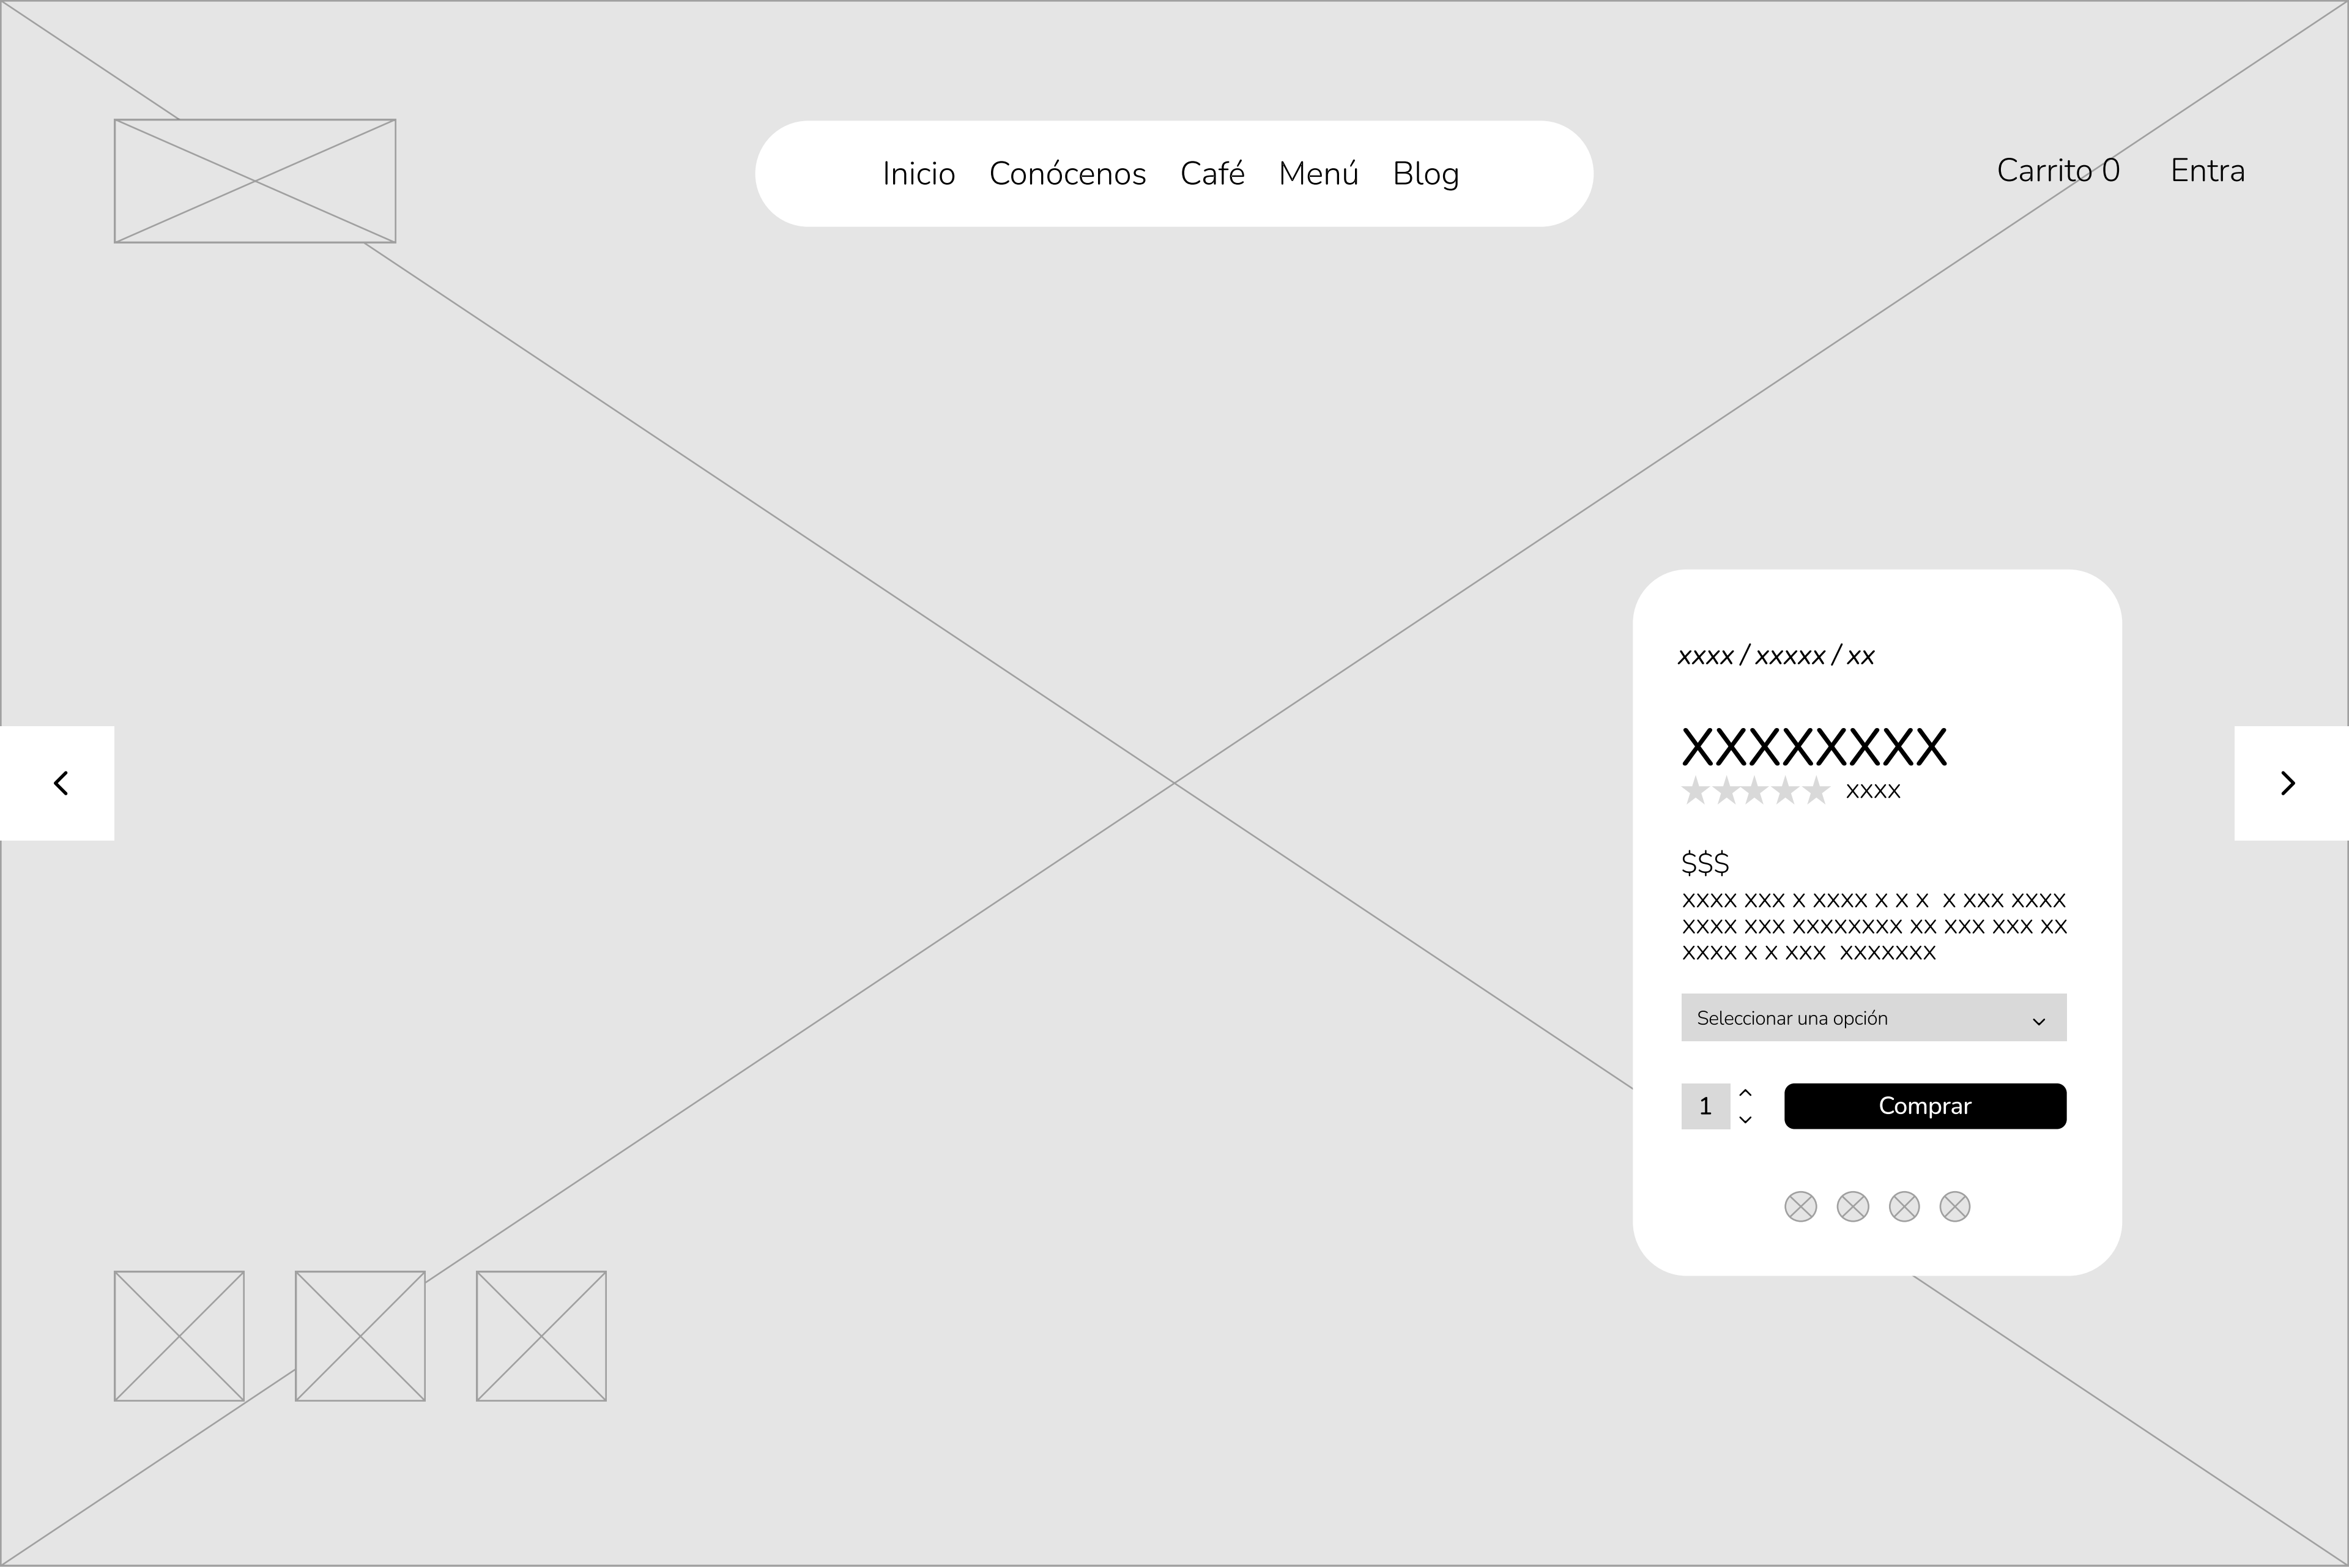 Inicio Conócenos Café Menú Blog
Carrito 0 Entra
xxxx / xxxxx / xx
XXXXXXXX
xxxx
$$$
xxxx xxx x xxxx x x x x xxx xxxx
xxxx xxx xxxxxxxx xx xxx xxx xx
xxxx x x xxx xxxxxxx
Seleccionar una opción
1 Comprar